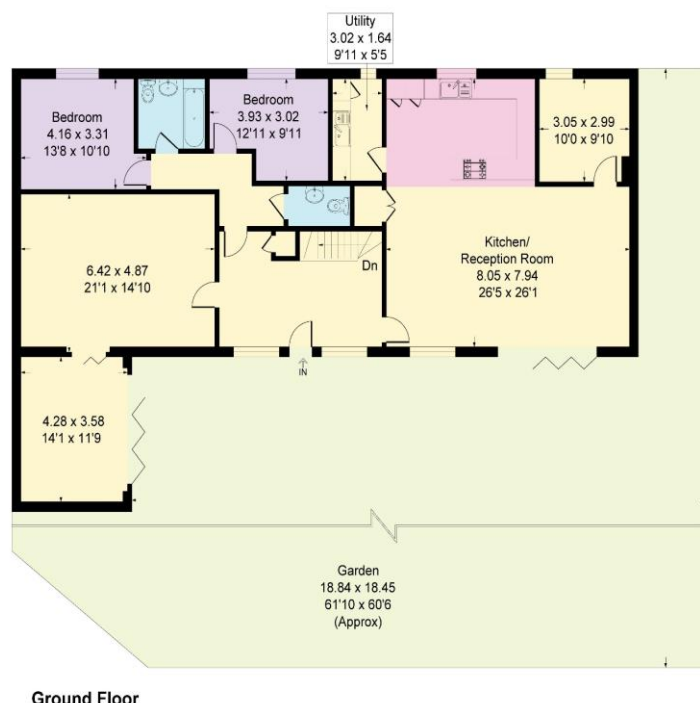 Utility
3.02 x 1.64
9'11 x 5'5
Bedroom
4.16 x 3.31
13'8 x 10'10
Bedroom
3.93 x 3.02
12'11 x 9'11
3.05 x 2.99
10'0 x 9'10
6.42 x 4.87
21'1 x 14'10
Dn
Kitchen/
Reception Room
8.05 x 7.94
26'5 x 26'1
IN
4.28 x 3.58
14'1 x 11'9
Garden
18.84 x 18.45
61'10 x 60'6
(Approx)
Ground Floor